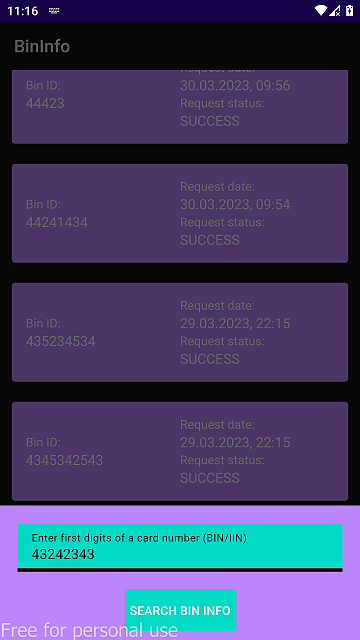 11:16
BinInfo
Bin ID:
44423
Request date:
30.03.2023, 09:56
Request status:
SUCCESS
Bin ID:
44241434
Request date:
30.03.2023, 09:54
Request status:
SUCCESS
Bin ID:
435234534
Request date:
29.03.2023, 22:15
Request status:
SUCCESS
Bin ID:
4345342543
Request date:
29.03.2023, 22:15
Request status:
SUCCESS
Enter first digits of a card number (BIN/IIN)
43242343
SEARCH BIN INFO
Free for personal use